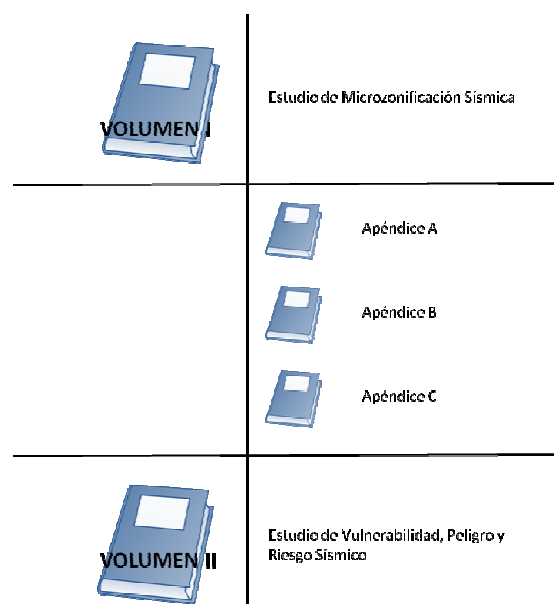 VOLUMEN I
Estudio de Microzonificación Sísmica
Apéndice A
Apéndice B
Apéndice C
VOLUMEN II
Estudio de Vulnerabilidad, Peligro y
Riesgo Sísmico